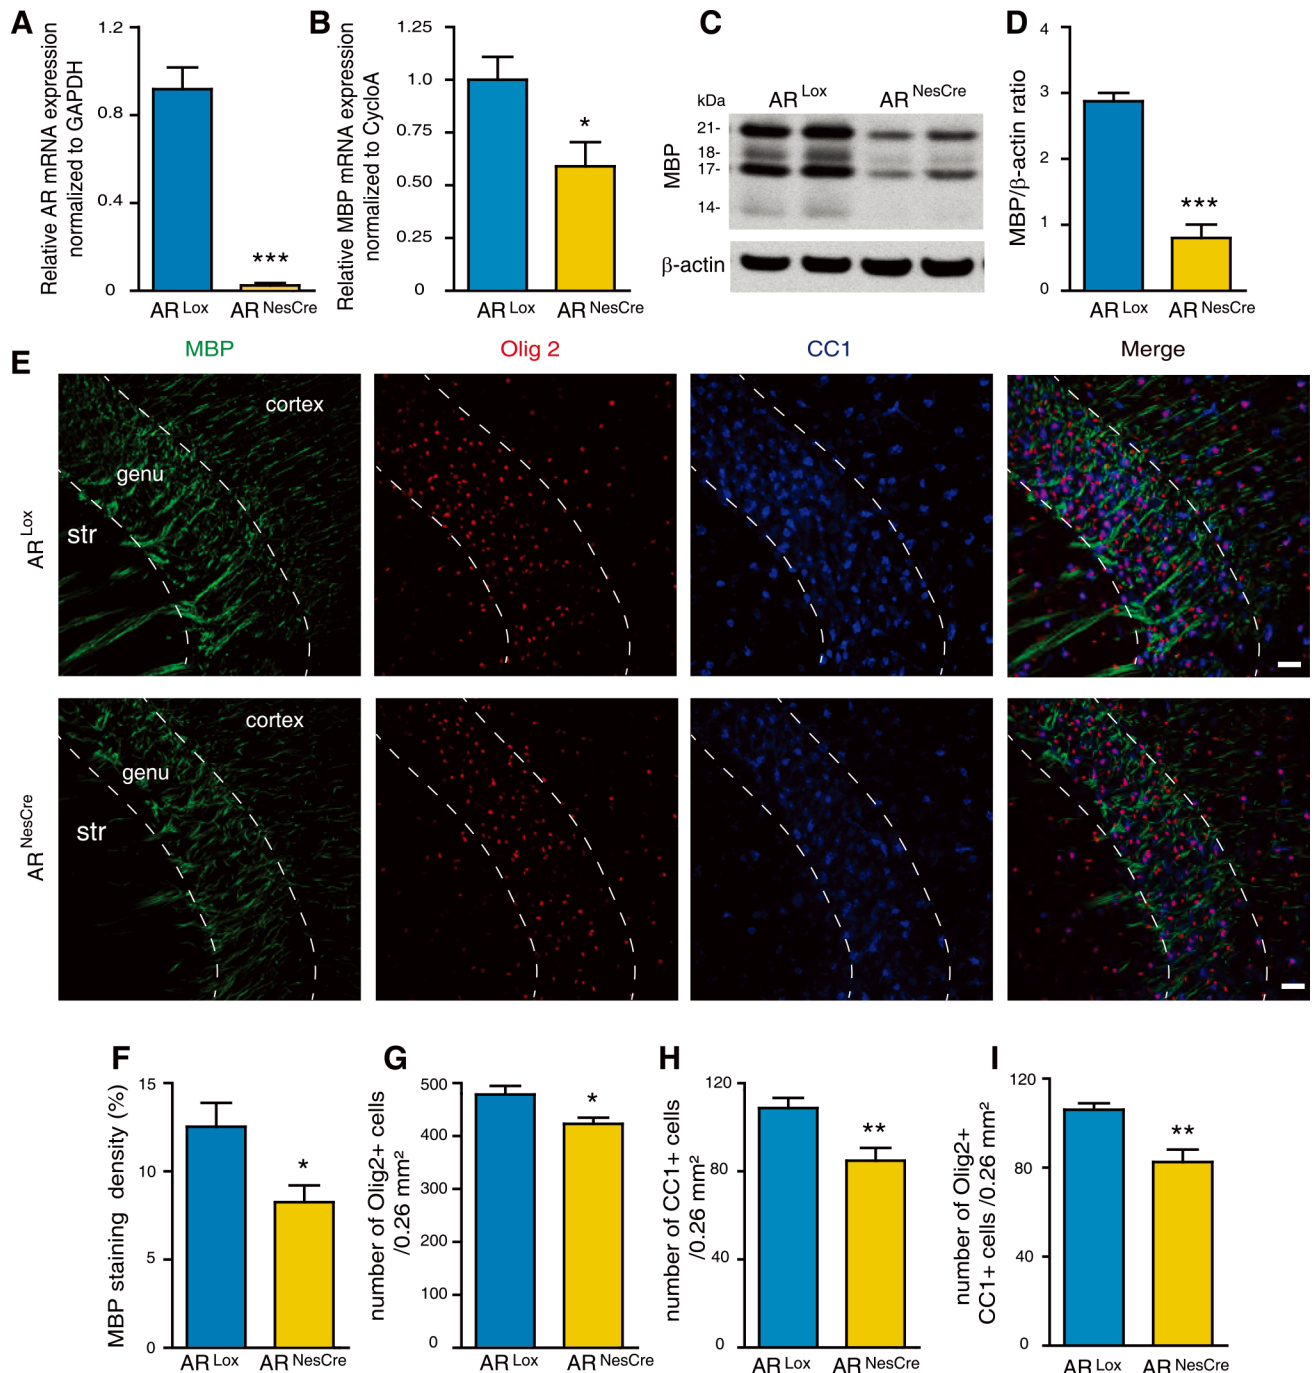 A
Relative AR mRNA expression
normalized to GAPDH
1.2
0.8
0.4
0
***
AR Lox
AR NesCre
B
Relative MBP mRNA expression
normalized to CycloA
1.25
1.0
0.75
0.50
0.25
0
*
AR Lox
AR NesCre
C
kDa
AR Lox
AR NesCre
MBP
21-
18-
17-
14-
β-actin
D
MBP/β-actin ratio
4
3
2
1
0
***
AR Lox
AR NesCre
E
MBP
Olig 2
CC1
Merge
AR Lox
cortex
genu
str
AR NesCre
cortex
genu
str
F
MBP staining density (%)
15
10
5
0
*
AR Lox
AR NesCre
G
number of Olig2+ cells
/0.26 mm²
500
400
300
200
100
0
*
AR Lox
AR NesCre
H
number of CC1+ cells
/0.26 mm²
120
80
40
0
**
AR Lox
AR NesCre
I
number of Olig2+
CC1+ cells /0.26 mm²
120
80
40
0
**
AR Lox
AR NesCre